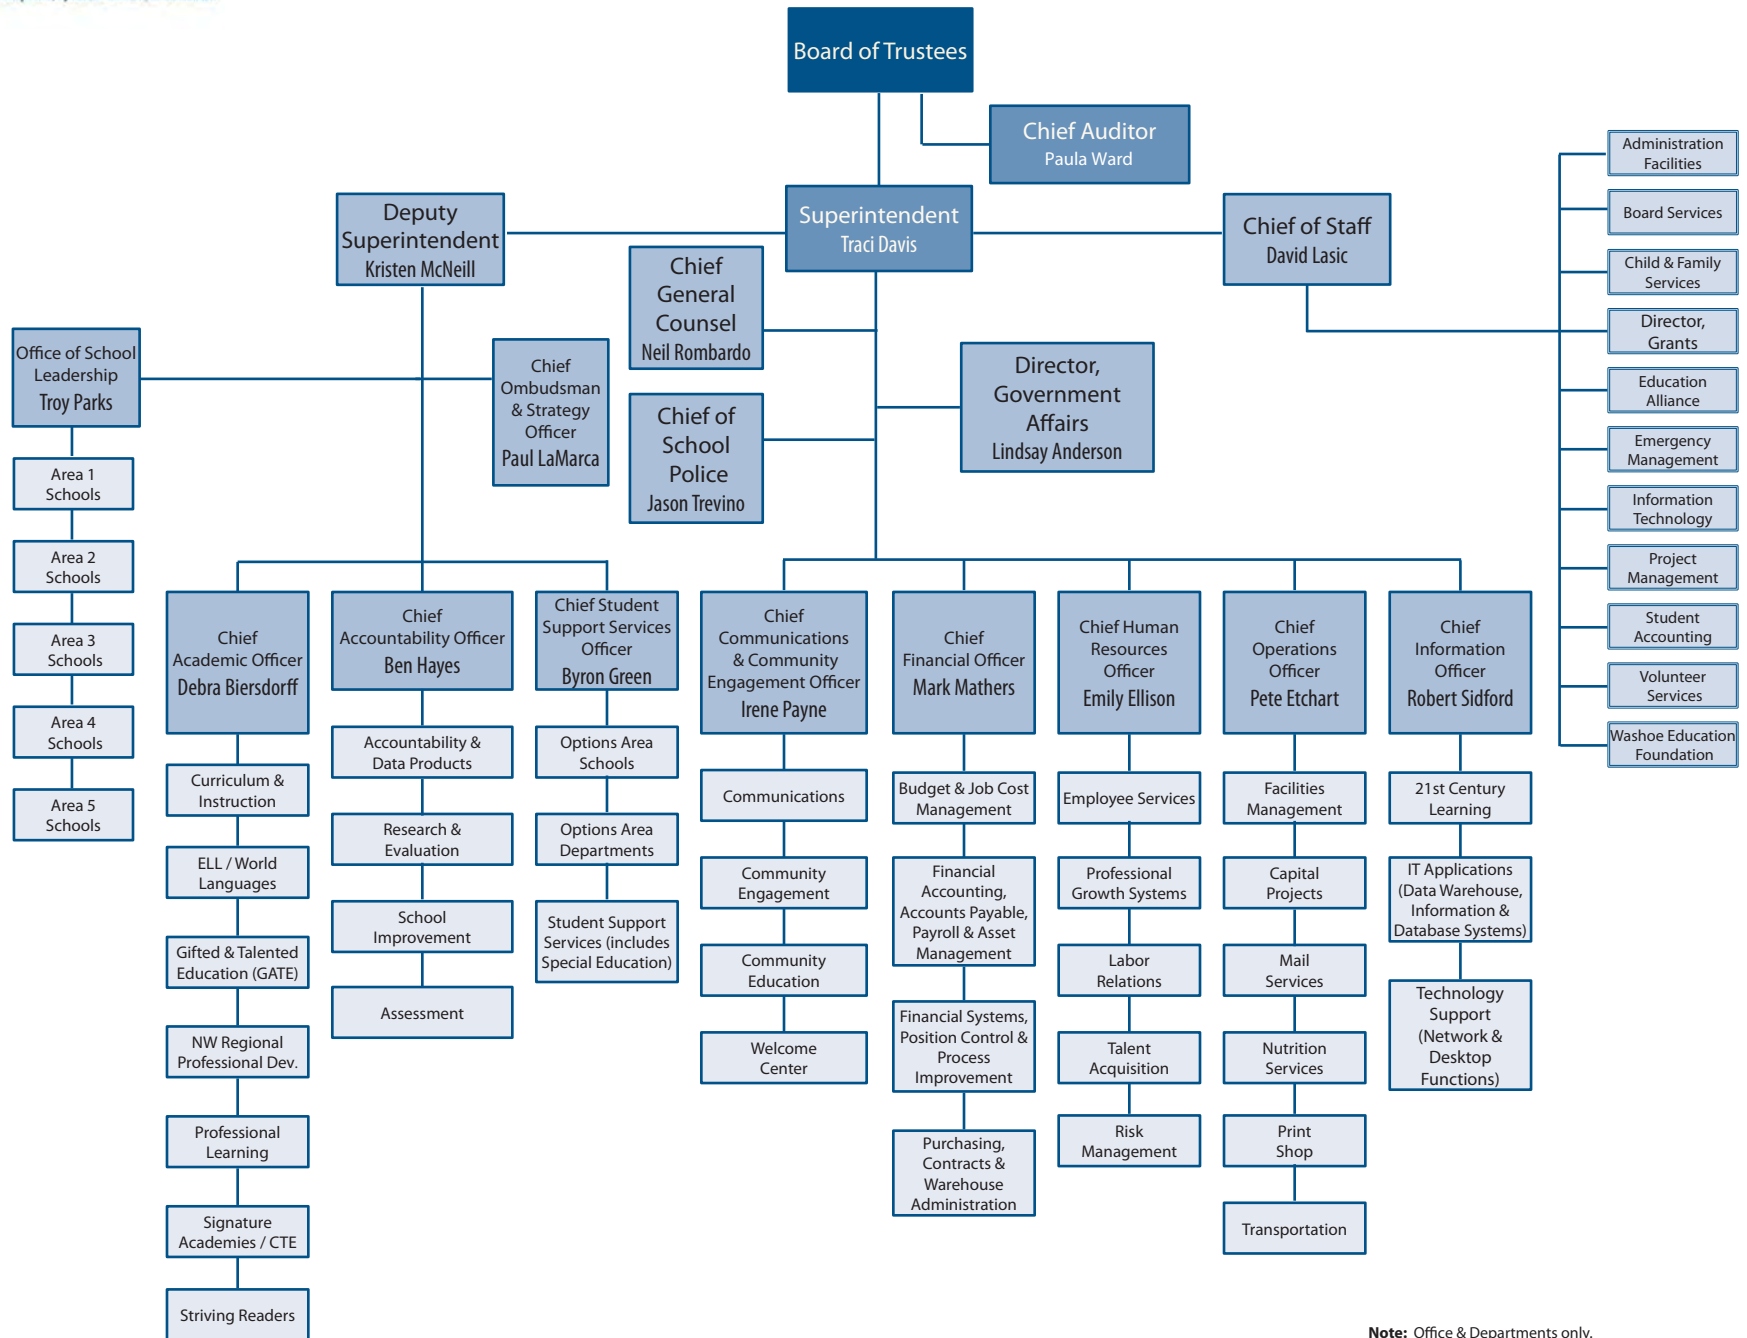 Board of Trustees
Chief Auditor
Paula Ward
Superintendent
Traci Davis
Deputy
Superintendent
Kristen McNeill
Chief of Staff
David Lasic
Chief
General
Counsel
Neil Rombardo
Chief of
School
Police
Jason Trevino
Director,
Government
Affairs
Lindsay Anderson
Chief
Ombudsman
& Strategy
Officer
Paul LaMarca
Office of School
Leadership
Troy Parks
Area 1
Schools
Area 2
Schools
Area 3
Schools
Area 4
Schools
Area 5
Schools
Chief
Academic Officer
Debra Biersdorff
Curriculum &
Instruction
ELL / World
Languages
Gifted & Talented
Education (GATE)
NW Regional
Professional Dev.
Professional
Learning
Signature
Academies / CTE
Striving Readers
Chief
Accountability Officer
Ben Hayes
Accountability &
Data Products
Research &
Evaluation
School
Improvement
Assessment
Chief Student
Support Services
Officer
Byron Green
Options Area
Schools
Options Area
Departments
Student Support
Services (includes
Special Education)
Chief
Communications
& Community
Engagement Officer
Irene Payne
Communications
Community
Engagement
Community
Education
Welcome
Center
Chief
Financial Officer
Mark Mathers
Budget & Job Cost
Management
Financial
Accounting,
Accounts Payable,
Payroll & Asset
Management
Financial Systems,
Position Control &
Process
Improvement
Purchasing,
Contracts &
Warehouse
Administration
Chief Human
Resources
Officer
Emily Ellison
Employee Services
Professional
Growth Systems
Labor
Relations
Talent
Acquisition
Risk
Management
Chief
Operations
Officer
Pete Etchart
Facilities
Management
Capital
Projects
Mail
Services
Nutrition
Services
Print
Shop
Transportation
Chief
Information
Officer
Robert Sidford
21st Century
Learning
IT Applications
(Data Warehouse,
Information &
Database Systems)
Technology
Support
(Network &
Desktop
Functions)
Administration
Facilities
Board Services
Child & Family
Services
Director,
Grants
Education
Alliance
Emergency
Management
Information
Technology
Project
Management
Student
Accounting
Volunteer
Services
Washoe Education
Foundation
Note: Office & Departments only.